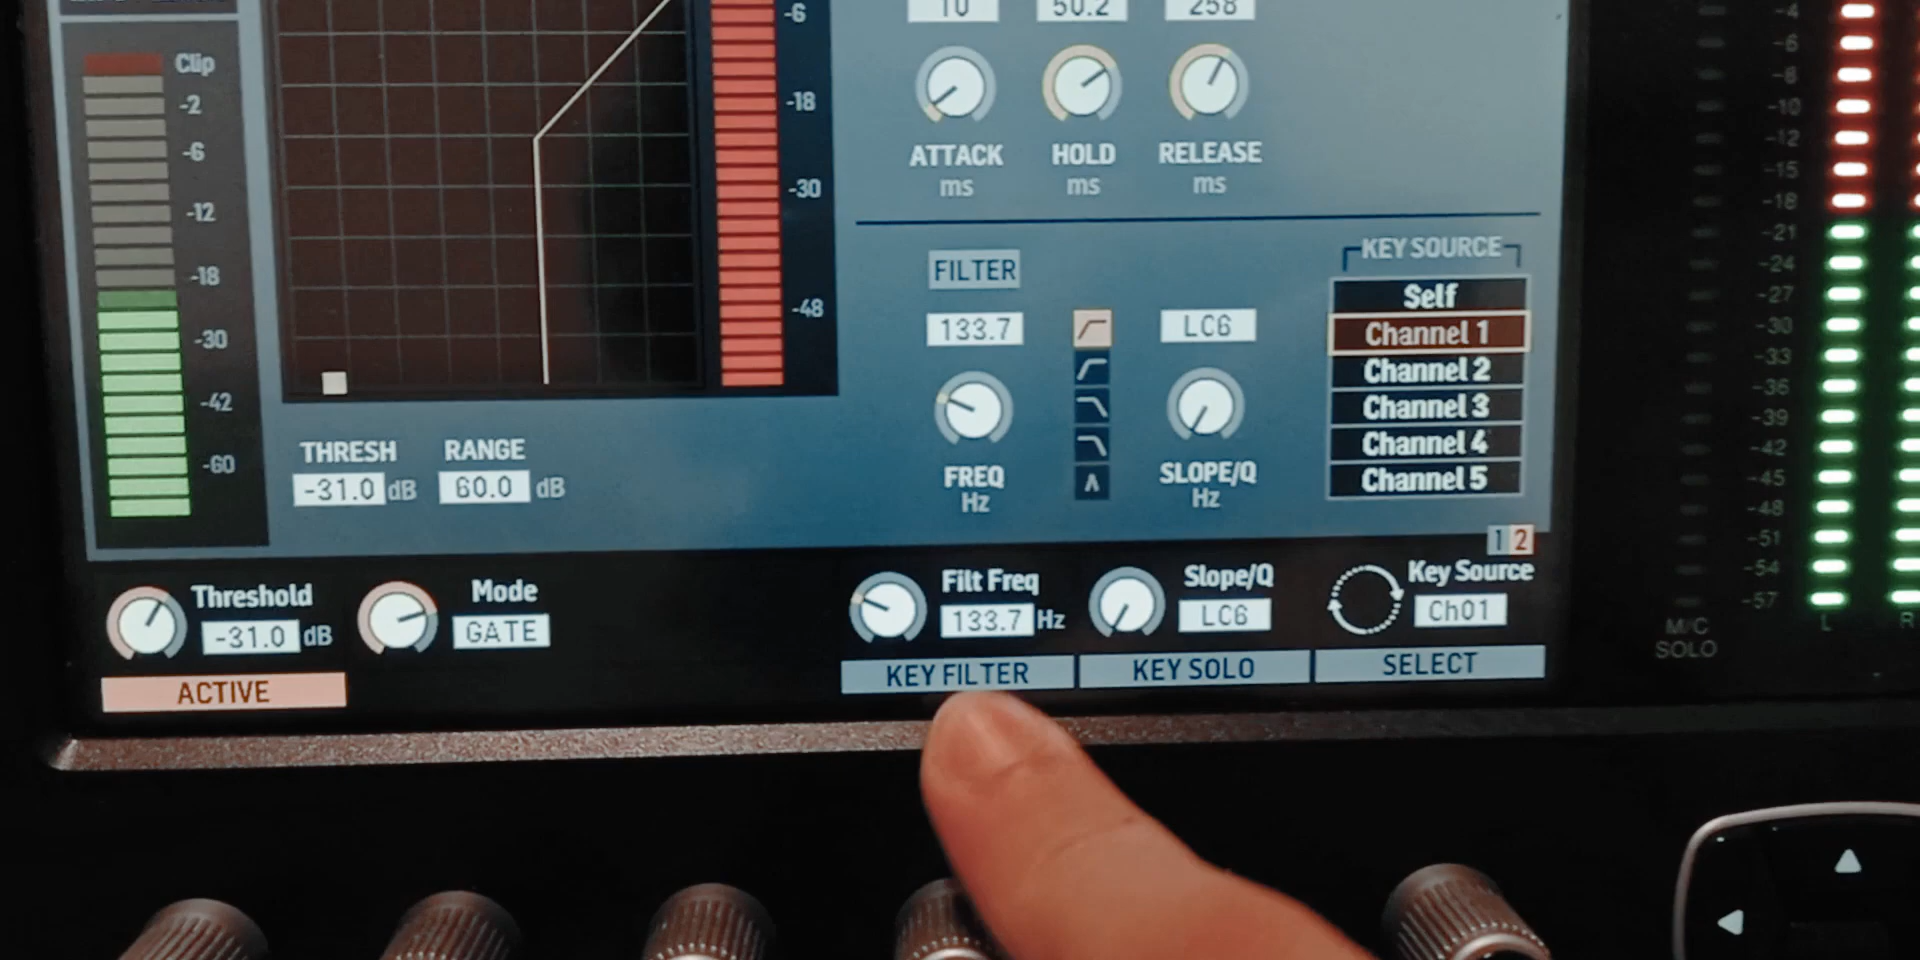 Clip
-2
-6
-12
-18
-30
-42
-60
-6
-18
-30
-48
THRESH RANGE
-31.0 dB 60.0 dB
10 50.2 258
ATTACK HOLD RELEASE
ms ms ms
FILTER
133.7
LC6
FREQ
Hz
SLOPE/Q
Hz
KEY SOURCE
Self
Channel 1
Channel 2
Channel 3
Channel 4
Channel 5
1 2
Threshold
-31.0 dB
ACTIVE
Mode
GATE
Filt Freq
133.7 Hz
KEY FILTER
Slope/Q
LC6
KEY SOLO
Key Source
Ch01
SELECT
-4
-6
-8
-10
-12
-15
-18
-21
-24
-27
-30
-33
-36
-39
-42
-45
-48
-51
-54
-57
M/C
SOLO
L R